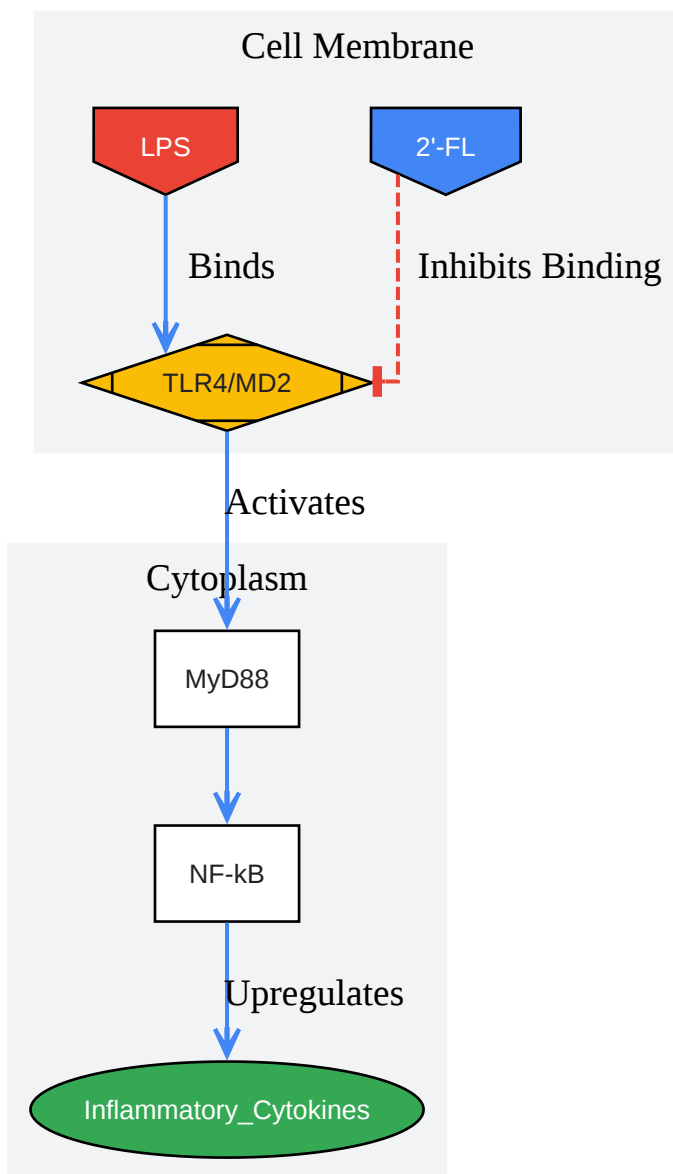 Cell Membrane
LPS
2'-FL
Binds
Inhibits Binding
TLR4/MD2
Activates
Cytoplasm
MyD88
NF-kB
Upregulates
Inflammatory_Cytokines